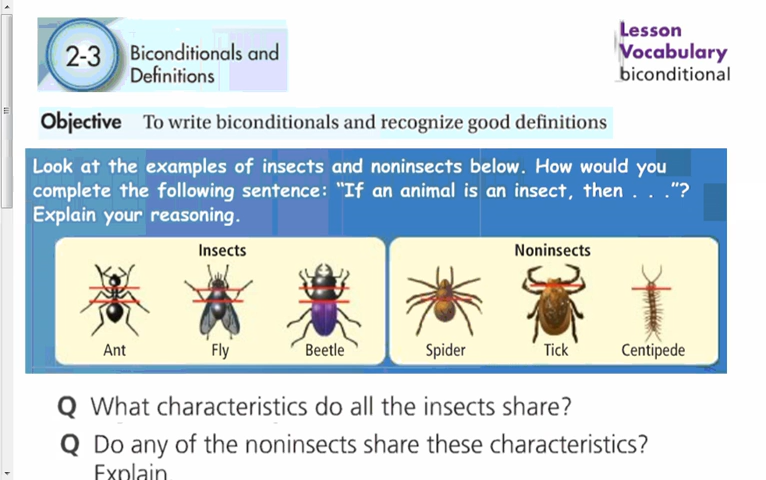 2-3
Biconditionals and
Definitions
Lesson
Vocabulary
biconditional
Objective To write biconditionals and recognize good definitions
Look at the examples of insects and noninsects below. How would you
complete the following sentence: “If an animal is an insect, then . . .”?
Explain your reasoning.
Insects
Noninsects
Ant
Fly
Beetle
Spider
Tick
Centipede
Q What characteristics do all the insects share?
Q Do any of the noninsects share these characteristics?
Explain.